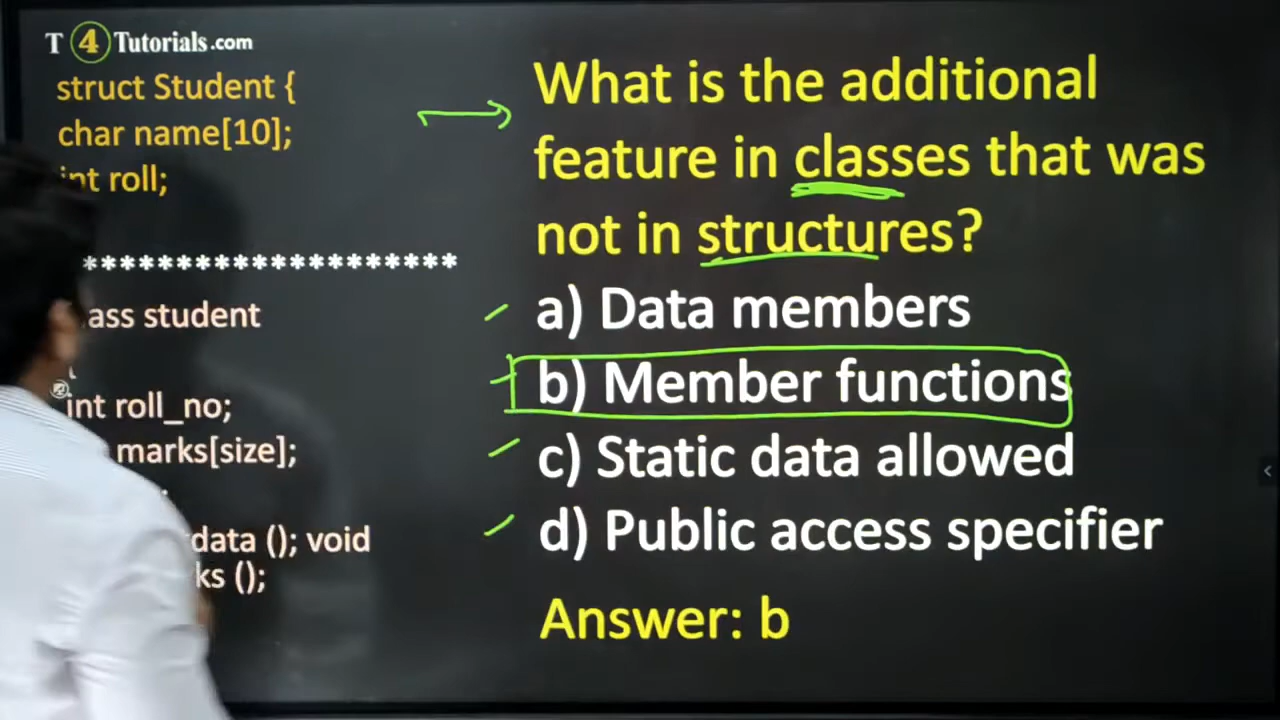 T 4 Tutorials.com
struct Student {
char name[10];
int roll;
********************
ass student
int roll_no;
marks[size];
data (); void
ks ();
What is the additional
feature in classes that was
not in structures?
a) Data members
b) Member functions
c) Static data allowed
d) Public access specifier
Answer: b